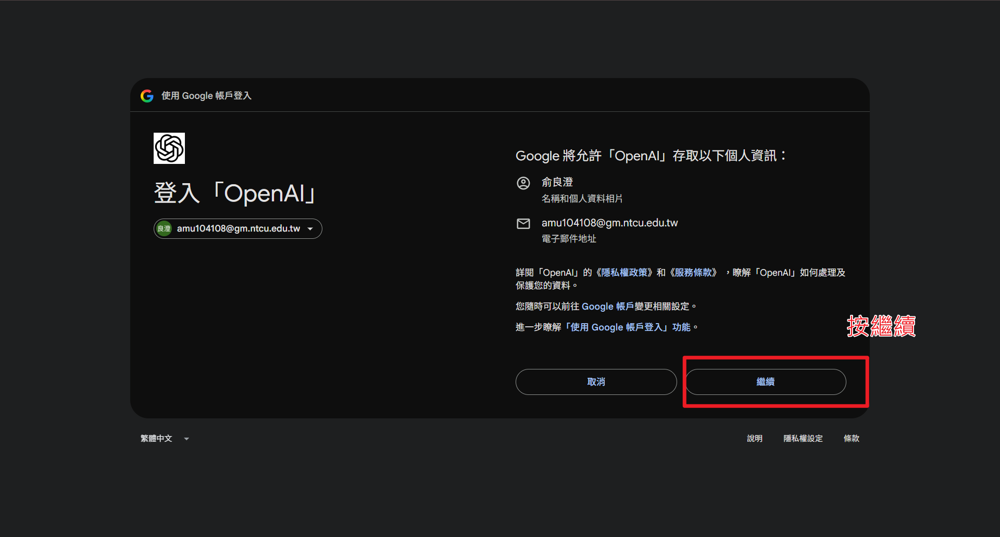 使用 Google 帳戶登入
登入「OpenAI」
良澄 amu104108@gm.ntcu.edu.tw
Google 將允許「OpenAI」存取以下個人資訊：
俞良澄
名稱和個人資料相片
amu104108@gm.ntcu.edu.tw
電子郵件地址
詳閱「OpenAI」的《隱私權政策》和《服務條款》，瞭解「OpenAI」如何處理及
保護您的資料。
您隨時可以前往 Google 帳戶變更相關設定。
進一步瞭解「使用 Google 帳戶登入」功能。
按繼續
取消
繼續
繁體中文
說明
隱私權設定
條款